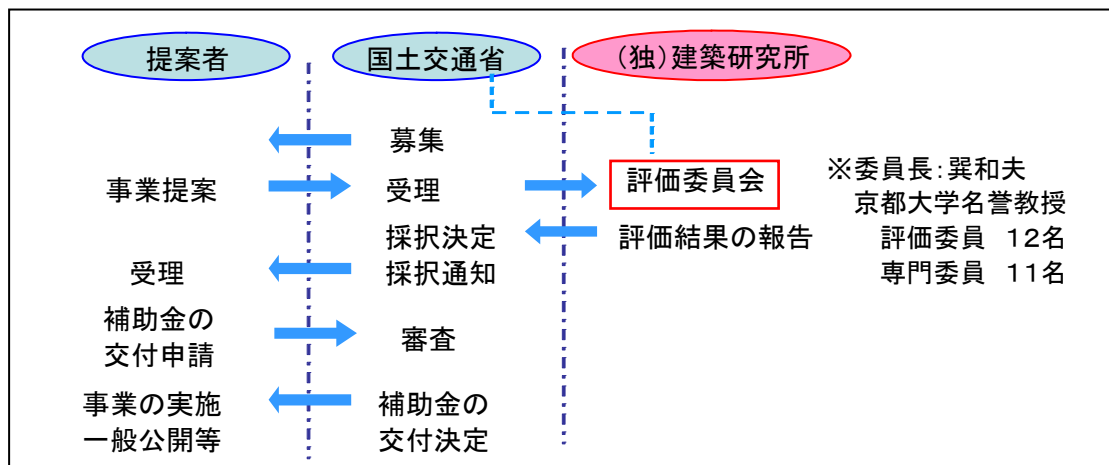 提案者 国土交通省 （独）建築研究所
募集
事業提案 受理 評価委員会
※委員長：巽和夫
京都大学名誉教授
評価委員 12名
専門委員 11名
採択決定 評価結果の報告
受理 採択通知
補助金の
交付申請
審査
事業の実施
一般公開等
補助金の
交付決定